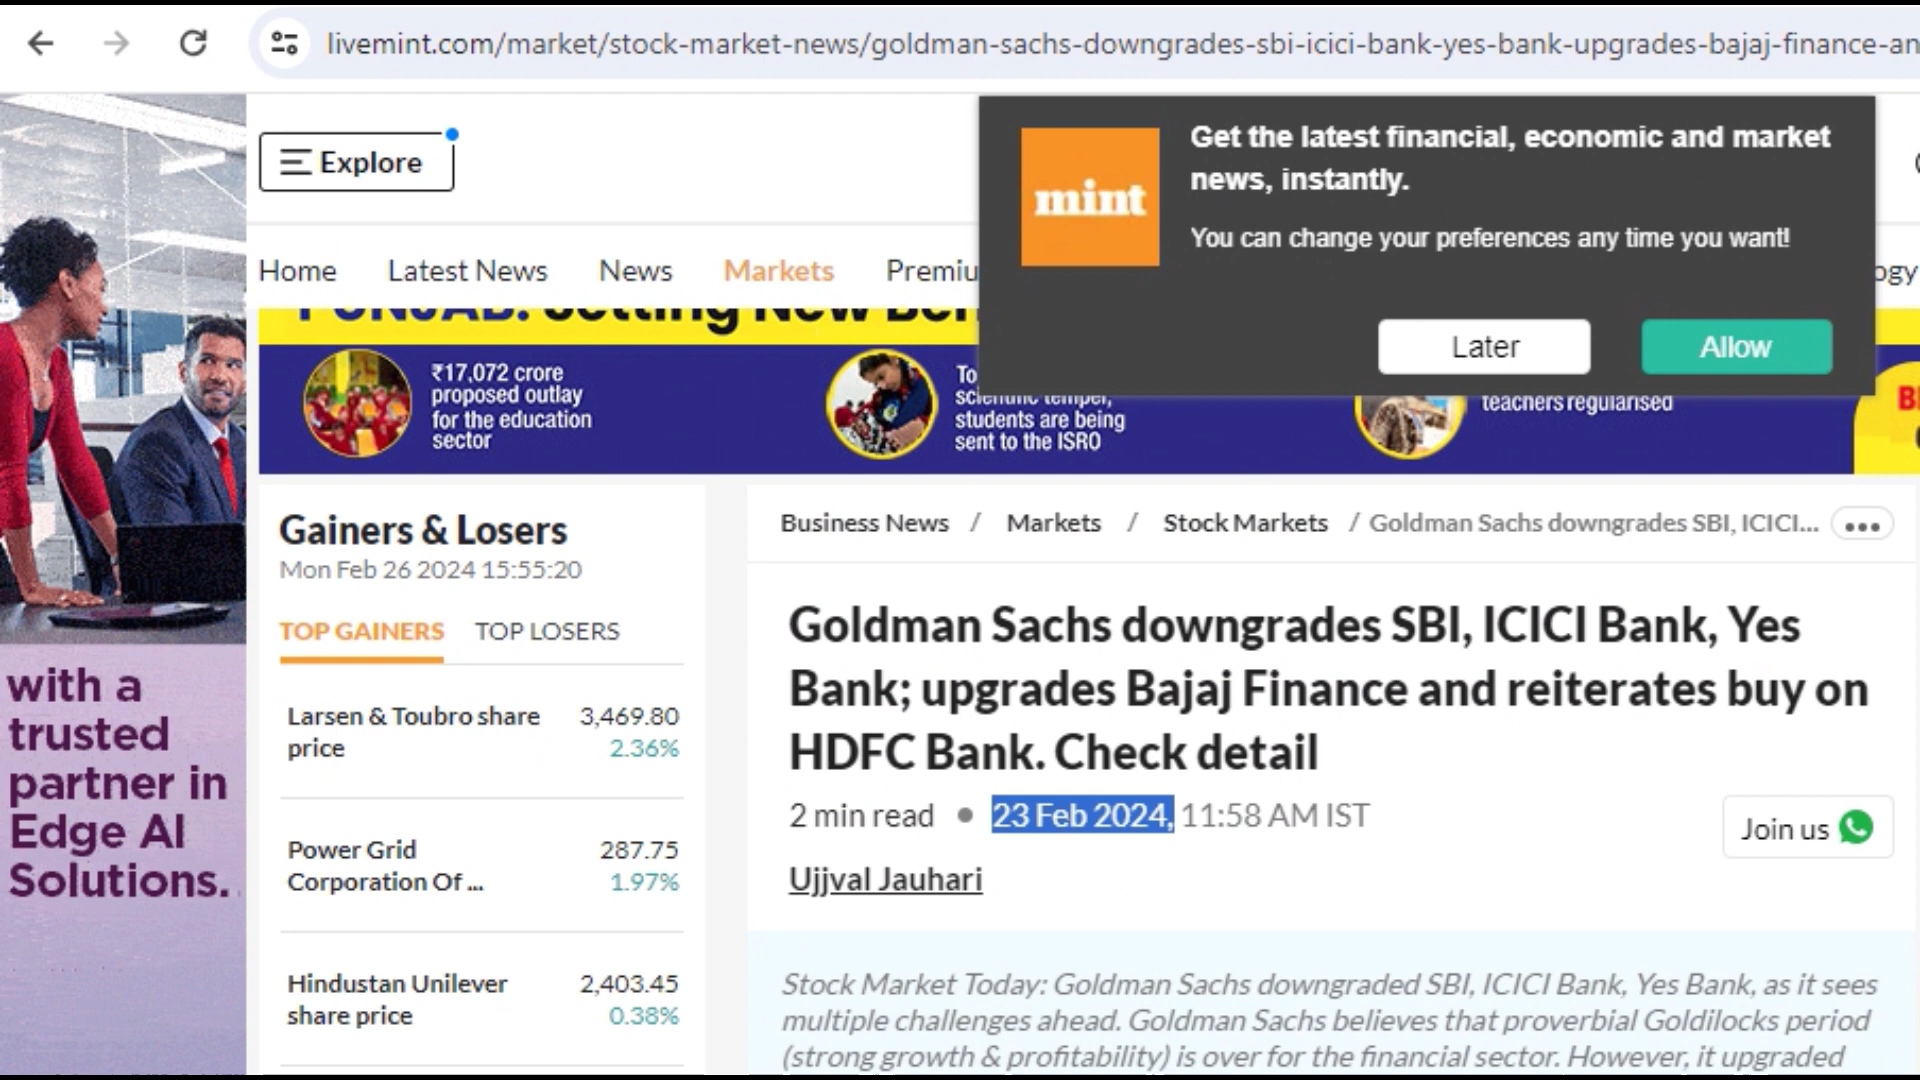 livemint.com/market/stock-market-news/goldman-sachs-downgrades-sbi-icici-bank-yes-bank-upgrades-bajaj-finance-an
Explore
mint
Get the latest financial, economic and market
news, instantly.
You can change your preferences any time you want!
Later
Allow
Home
Latest News
News
Markets
Premiu
ogy
PUNJAB: Setting New Ben
₹17,072 crore
proposed outlay
for the education
sector
To
scientific temper,
students are being
sent to the ISRO
teachers regularised
with a
trusted
partner in
Edge AI
Solutions.
Gainers & Losers
Mon Feb 26 2024 15:55:20
TOP GAINERS
TOP LOSERS
Larsen & Toubro share 3,469.80
price 2.36%
Power Grid 287.75
Corporation Of ... 1.97%
Hindustan Unilever 2,403.45
share price 0.38%
Business News / Markets / Stock Markets / Goldman Sachs downgrades SBI, ICICI...
Goldman Sachs downgrades SBI, ICICI Bank, Yes
Bank; upgrades Bajaj Finance and reiterates buy on
HDFC Bank. Check detail
2 min read • 23 Feb 2024, 11:58 AM IST
Join us
Ujjval Jauhari
Stock Market Today: Goldman Sachs downgraded SBI, ICICI Bank, Yes Bank, as it sees
multiple challenges ahead. Goldman Sachs believes that proverbial Goldilocks period
(strong growth & profitability) is over for the financial sector. However, it upgraded